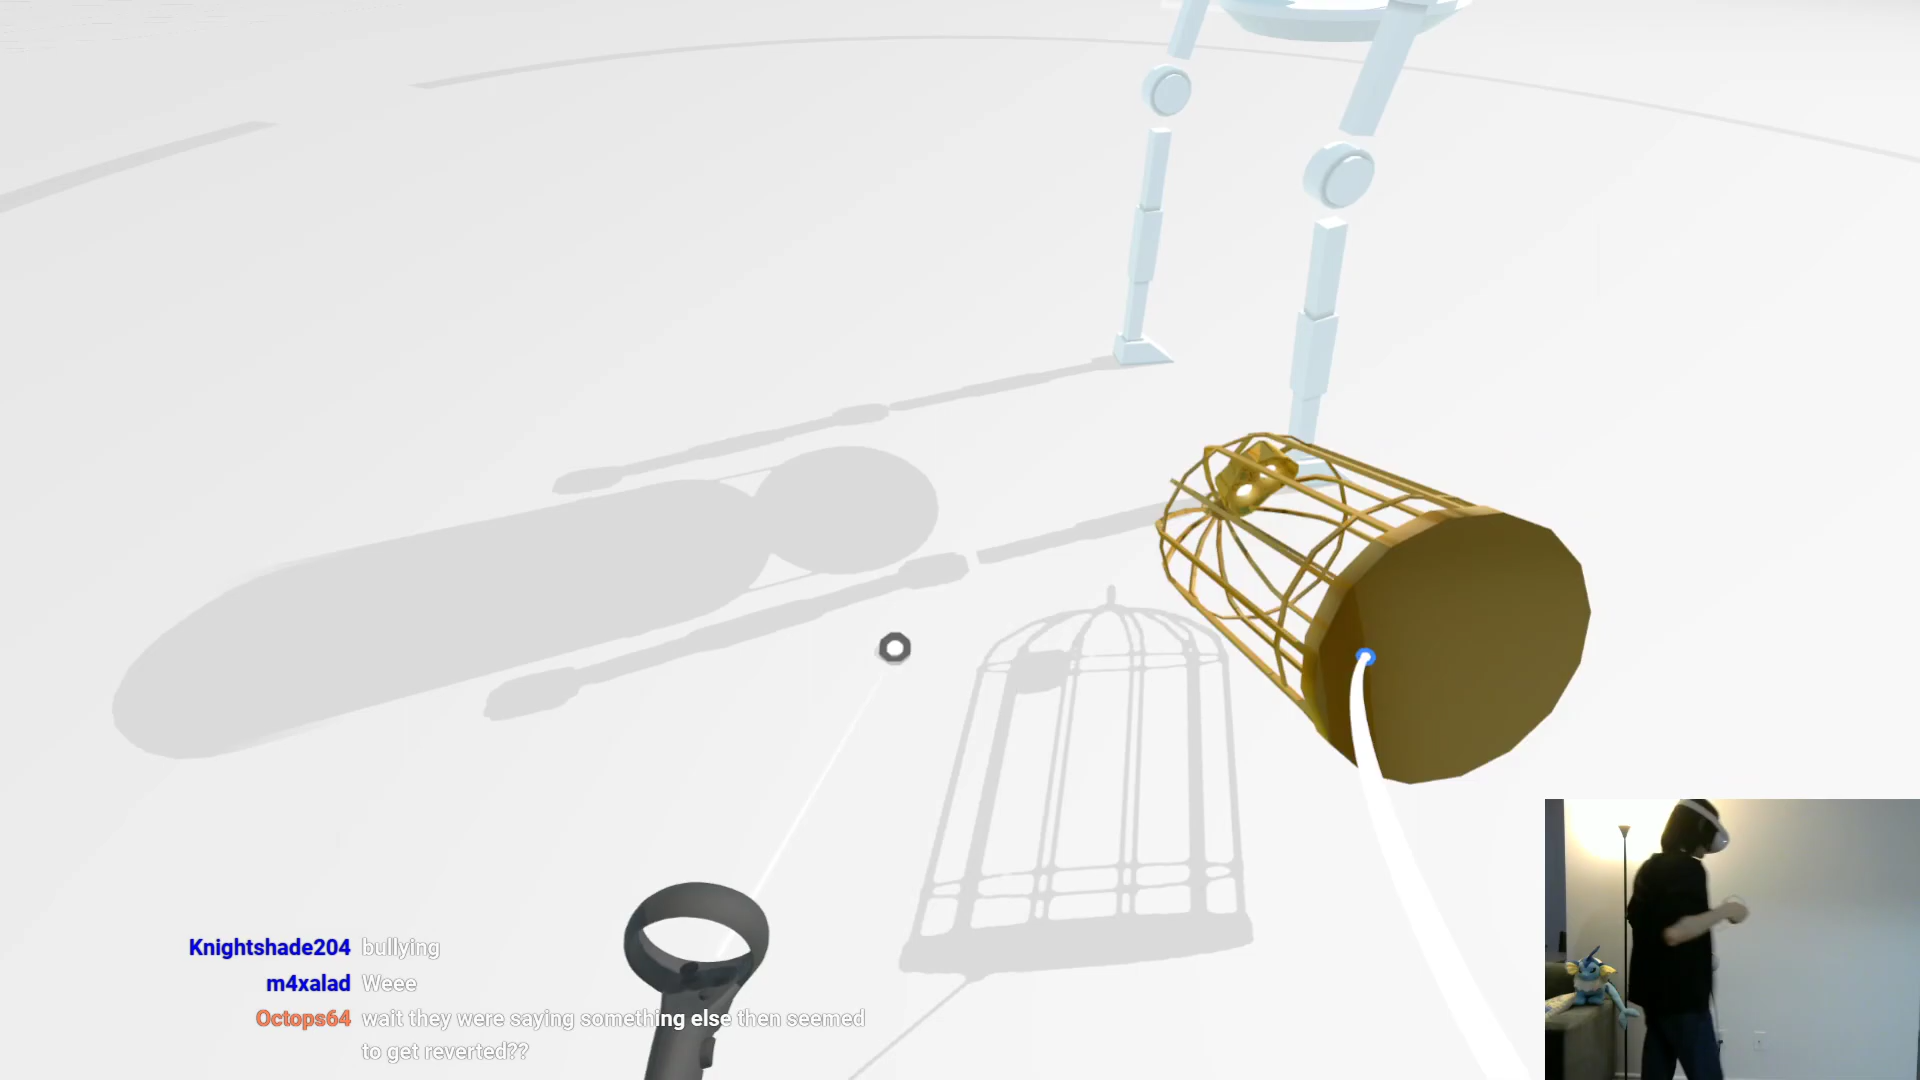 Knightshade204 bullying
m4xalad Weee
Octops64 wait they were saying something else then seemed
to get reverted??